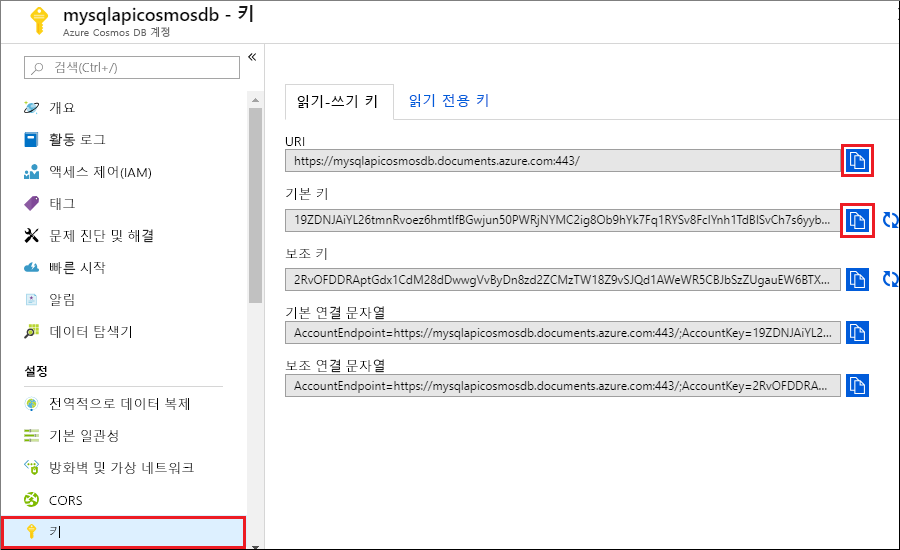 mysqlapicosmosdb - 키
Azure Cosmos DB 계정
검색(Ctrl+/)
«
개요
활동 로그
액세스 제어(IAM)
태그
문제 진단 및 해결
빠른 시작
알림
데이터 탐색기
설정
전역적으로 데이터 복제
기본 일관성
방화벽 및 가상 네트워크
CORS
키
읽기-쓰기 키
읽기 전용 키
URI
https://mysqlapicosmosdb.documents.azure.com:443/
기본 키
19ZDNJAiYL26tmnRvoez6hmtIfBGwjun50PWRjNYMC2ig8Ob9hYk7Fq1RYSv8FcIYnh1TdBISvCh7s6yyb...
보조 키
2RvOFDDRAptGdx1CdM28dDwwgVvByDn8zd2ZCMzTW18Z9vSJQd1AWeWR5CBJbSzZUgauEW6BTX...
기본 연결 문자열
AccountEndpoint=https://mysqlapicosmosdb.documents.azure.com:443/;AccountKey=19ZDNJAiYL2...
보조 연결 문자열
AccountEndpoint=https://mysqlapicosmosdb.documents.azure.com:443/;AccountKey=2RvOFDDRA...